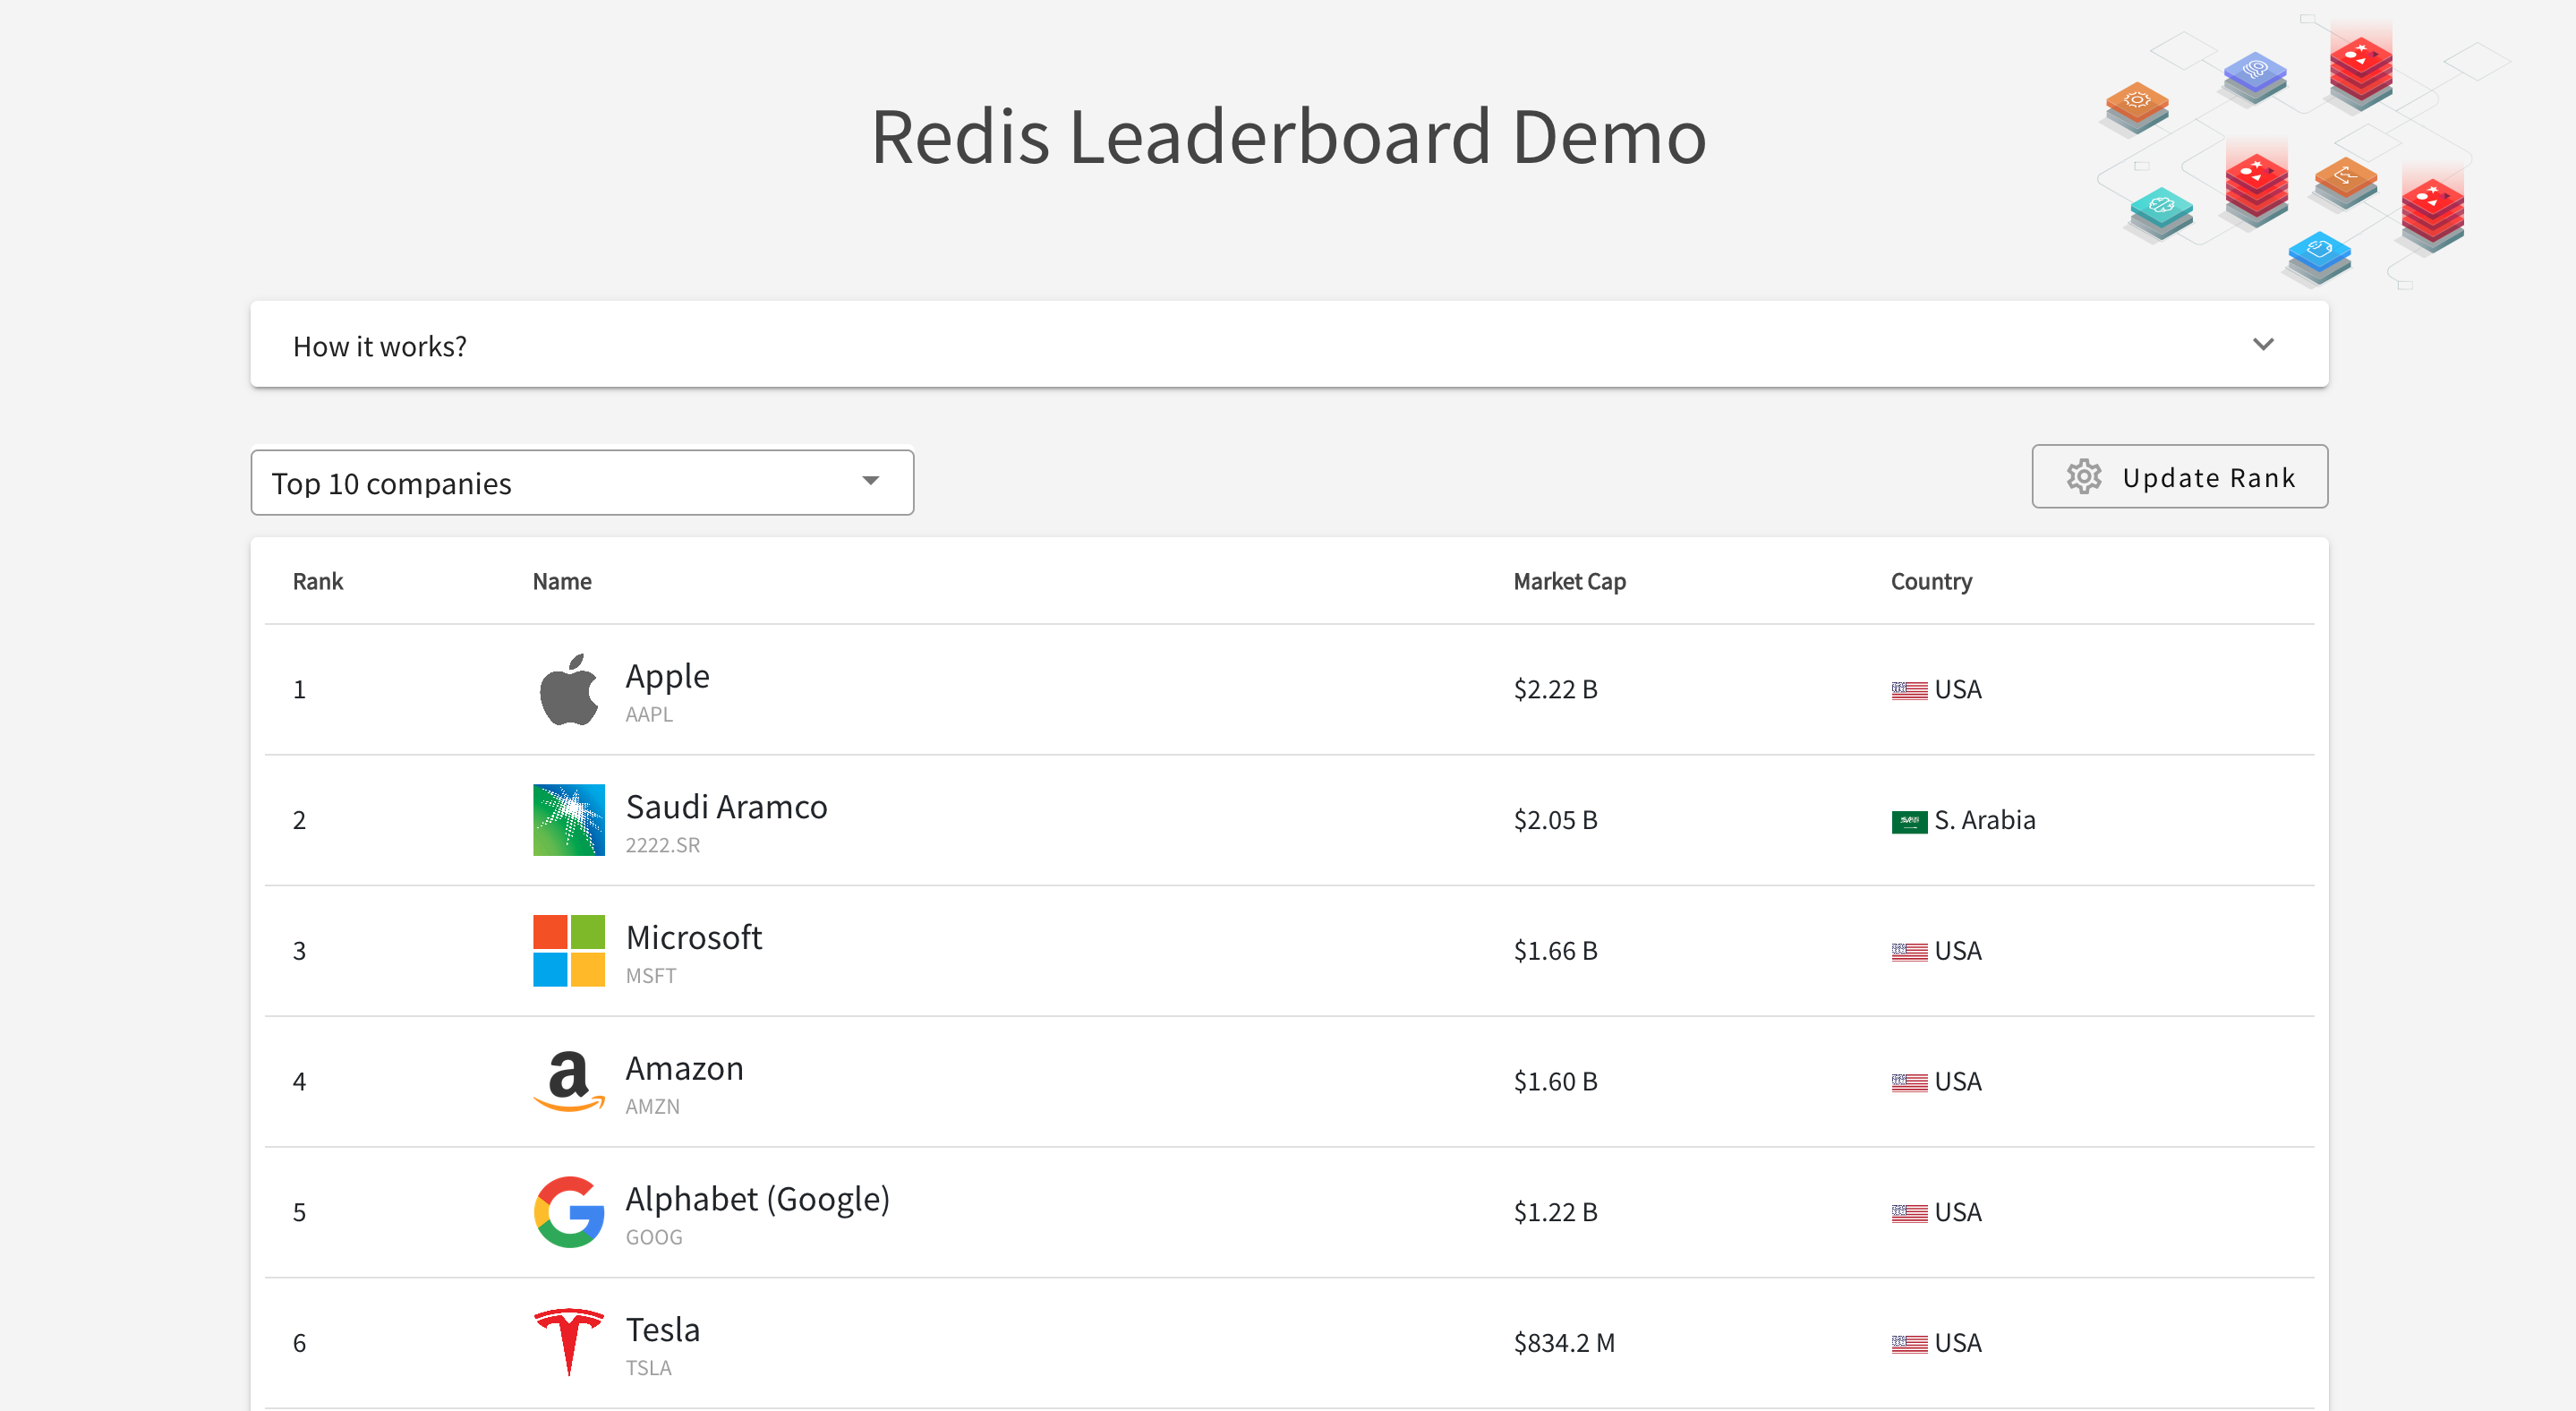 Redis Leaderboard Demo
How it works?
Top 10 companies
Update Rank
Rank Name Market Cap Country
1 Apple $2.22 B USA
AAPL
2 Saudi Aramco $2.05 B S. Arabia
2222.SR
3 Microsoft $1.66 B USA
MSFT
4 Amazon $1.60 B USA
AMZN
5 Alphabet (Google) $1.22 B USA
GOOG
6 Tesla $834.2 M USA
TSLA